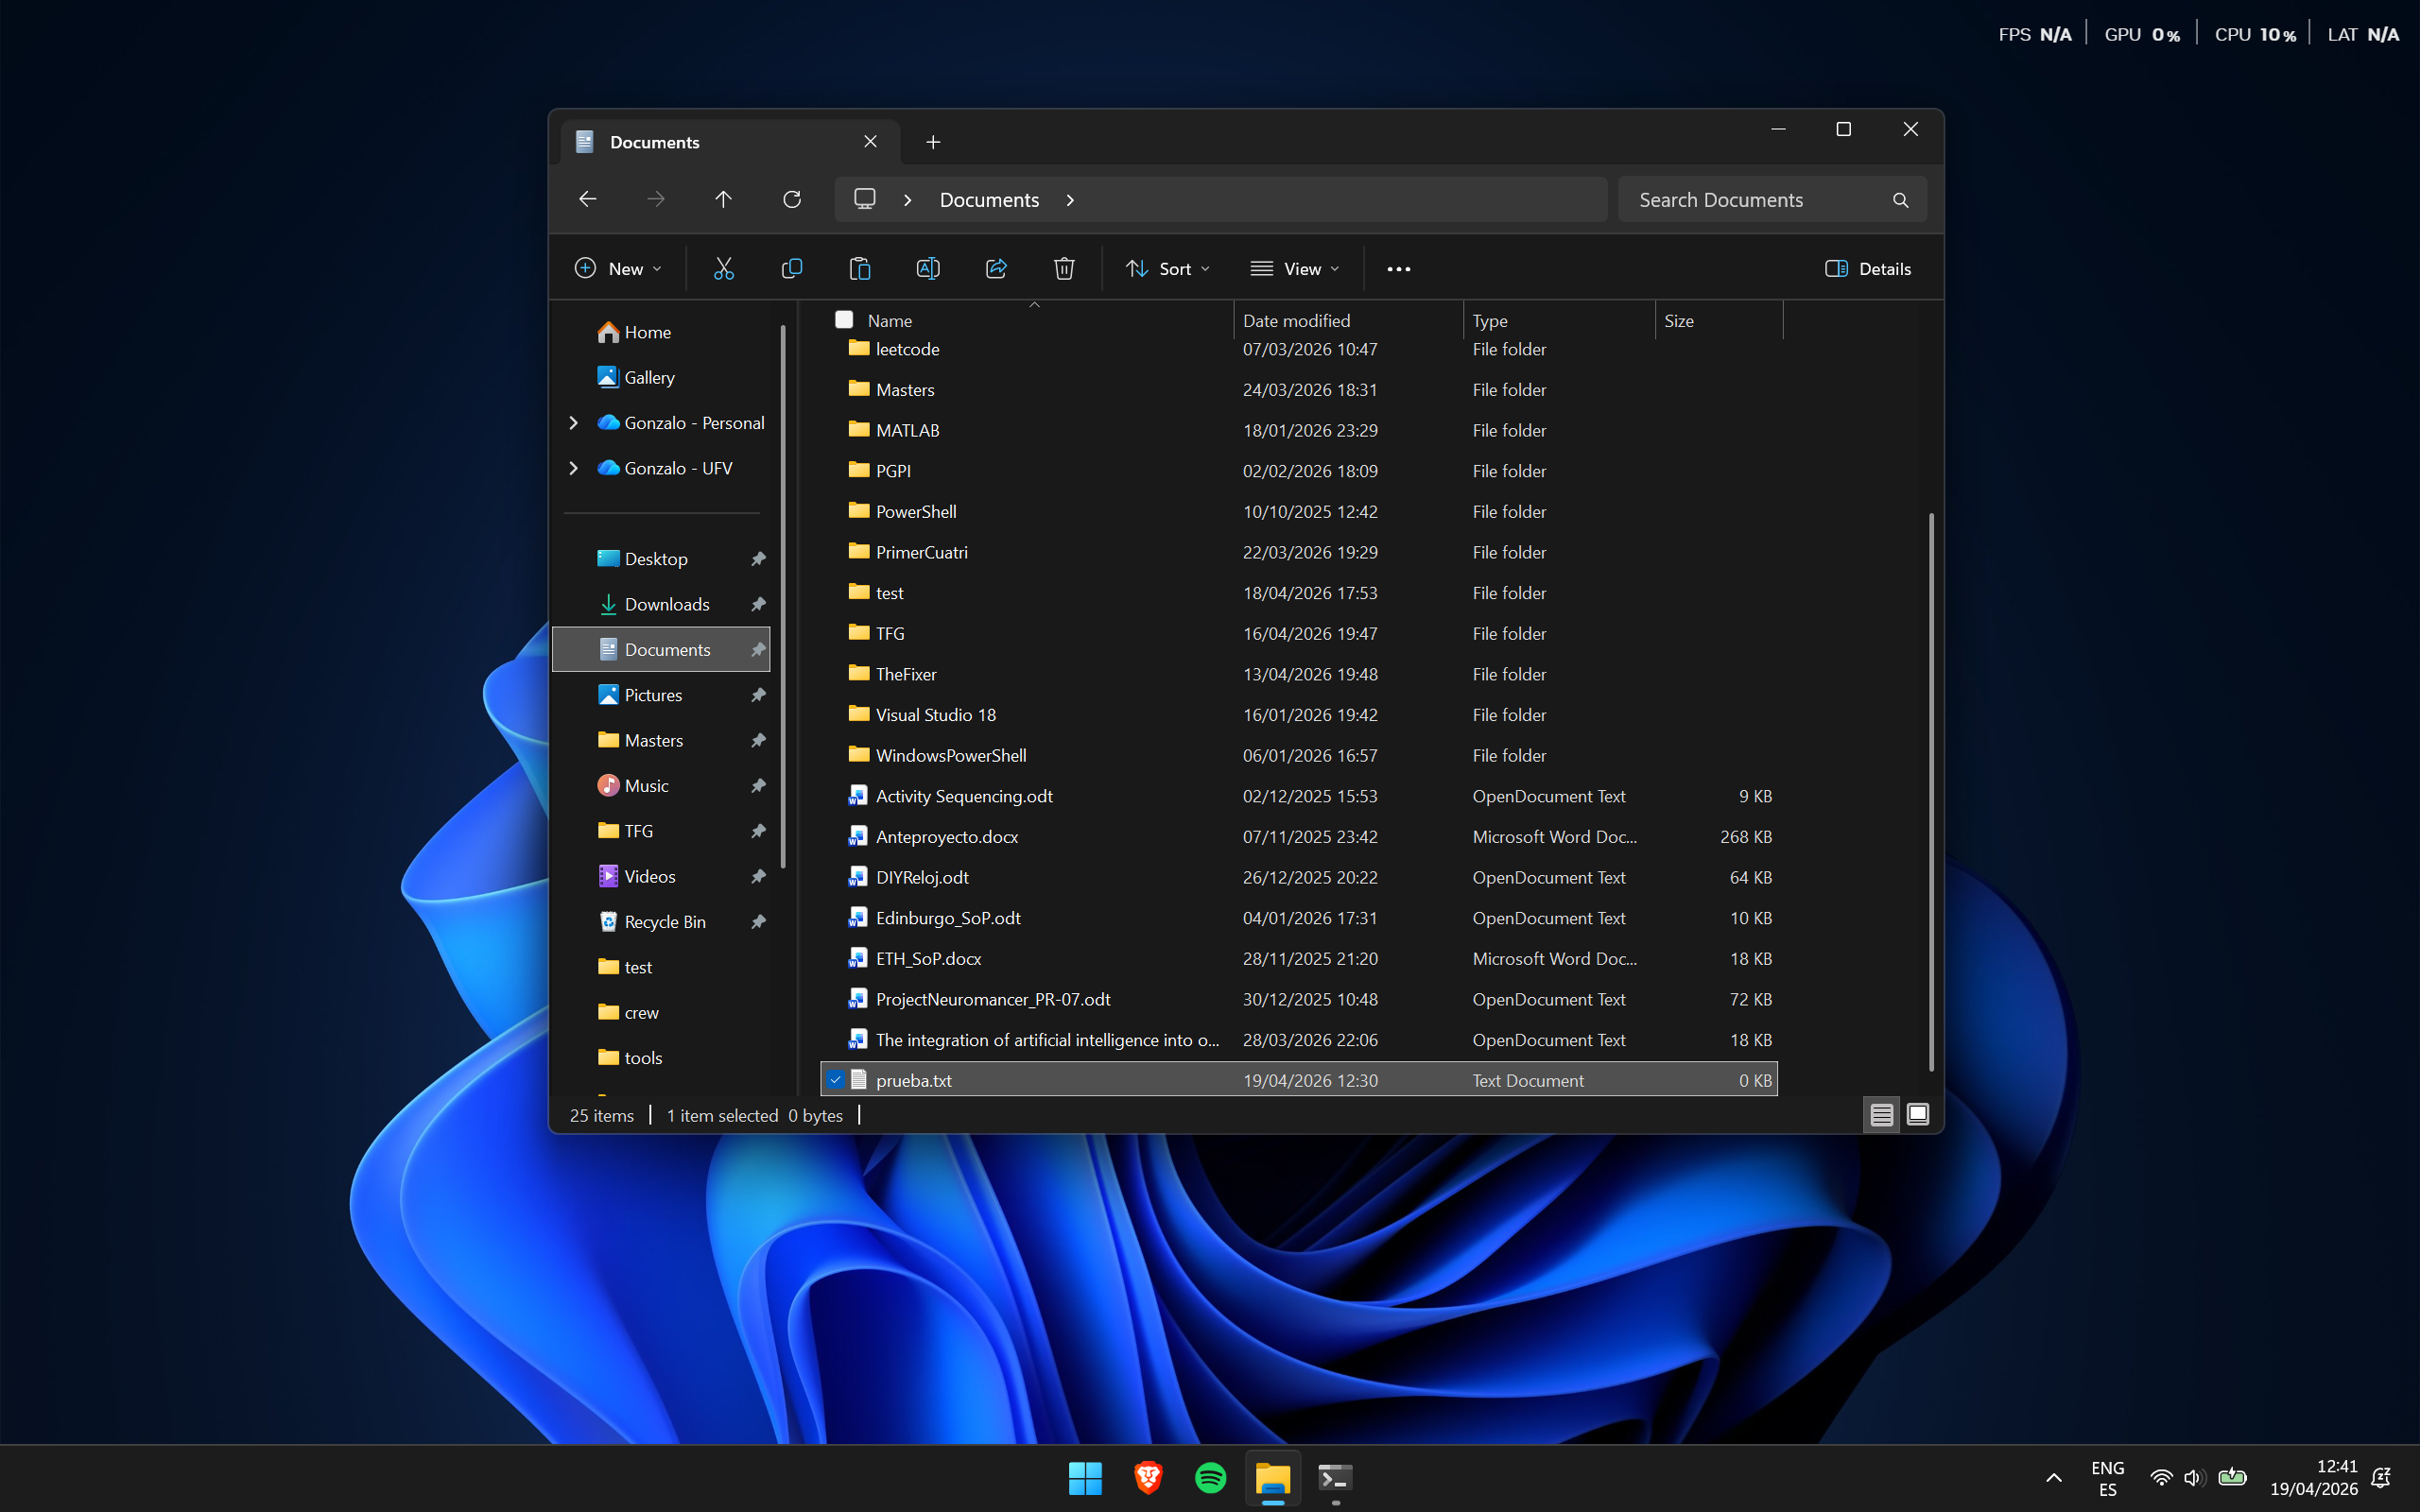 FPS N/A | GPU 0% | CPU 10% | LAT N/A
Documents
Documents
Search Documents
New
Sort
View
Details
Home
Gallery
Gonzalo - Personal
Gonzalo - UFV
Desktop
Downloads
Documents
Pictures
Masters
Music
TFG
Videos
Recycle Bin
test
crew
tools
Name Date modified Type Size
leetcode 07/03/2026 10:47 File folder
Masters 24/03/2026 18:31 File folder
MATLAB 18/01/2026 23:29 File folder
PGPI 02/02/2026 18:09 File folder
PowerShell 10/10/2025 12:42 File folder
PrimerCuatri 22/03/2026 19:29 File folder
test 18/04/2026 17:53 File folder
TFG 16/04/2026 19:47 File folder
TheFixer 13/04/2026 19:48 File folder
Visual Studio 18 16/01/2026 19:42 File folder
WindowsPowerShell 06/01/2026 16:57 File folder
Activity Sequencing.odt 02/12/2025 15:53 OpenDocument Text 9 KB
Anteproyecto.docx 07/11/2025 23:42 Microsoft Word Doc... 268 KB
DIYReloj.odt 26/12/2025 20:22 OpenDocument Text 64 KB
Edinburgo_SoP.odt 04/01/2026 17:31 OpenDocument Text 10 KB
ETH_SoP.docx 28/11/2025 21:20 Microsoft Word Doc... 18 KB
ProjectNeuromancer_PR-07.odt 30/12/2025 10:48 OpenDocument Text 72 KB
The integration of artificial intelligence into o... 28/03/2026 22:06 OpenDocument Text 18 KB
prueba.txt 19/04/2026 12:30 Text Document 0 KB
25 items | 1 item selected 0 bytes |
ENG
ES
12:41
19/04/2026